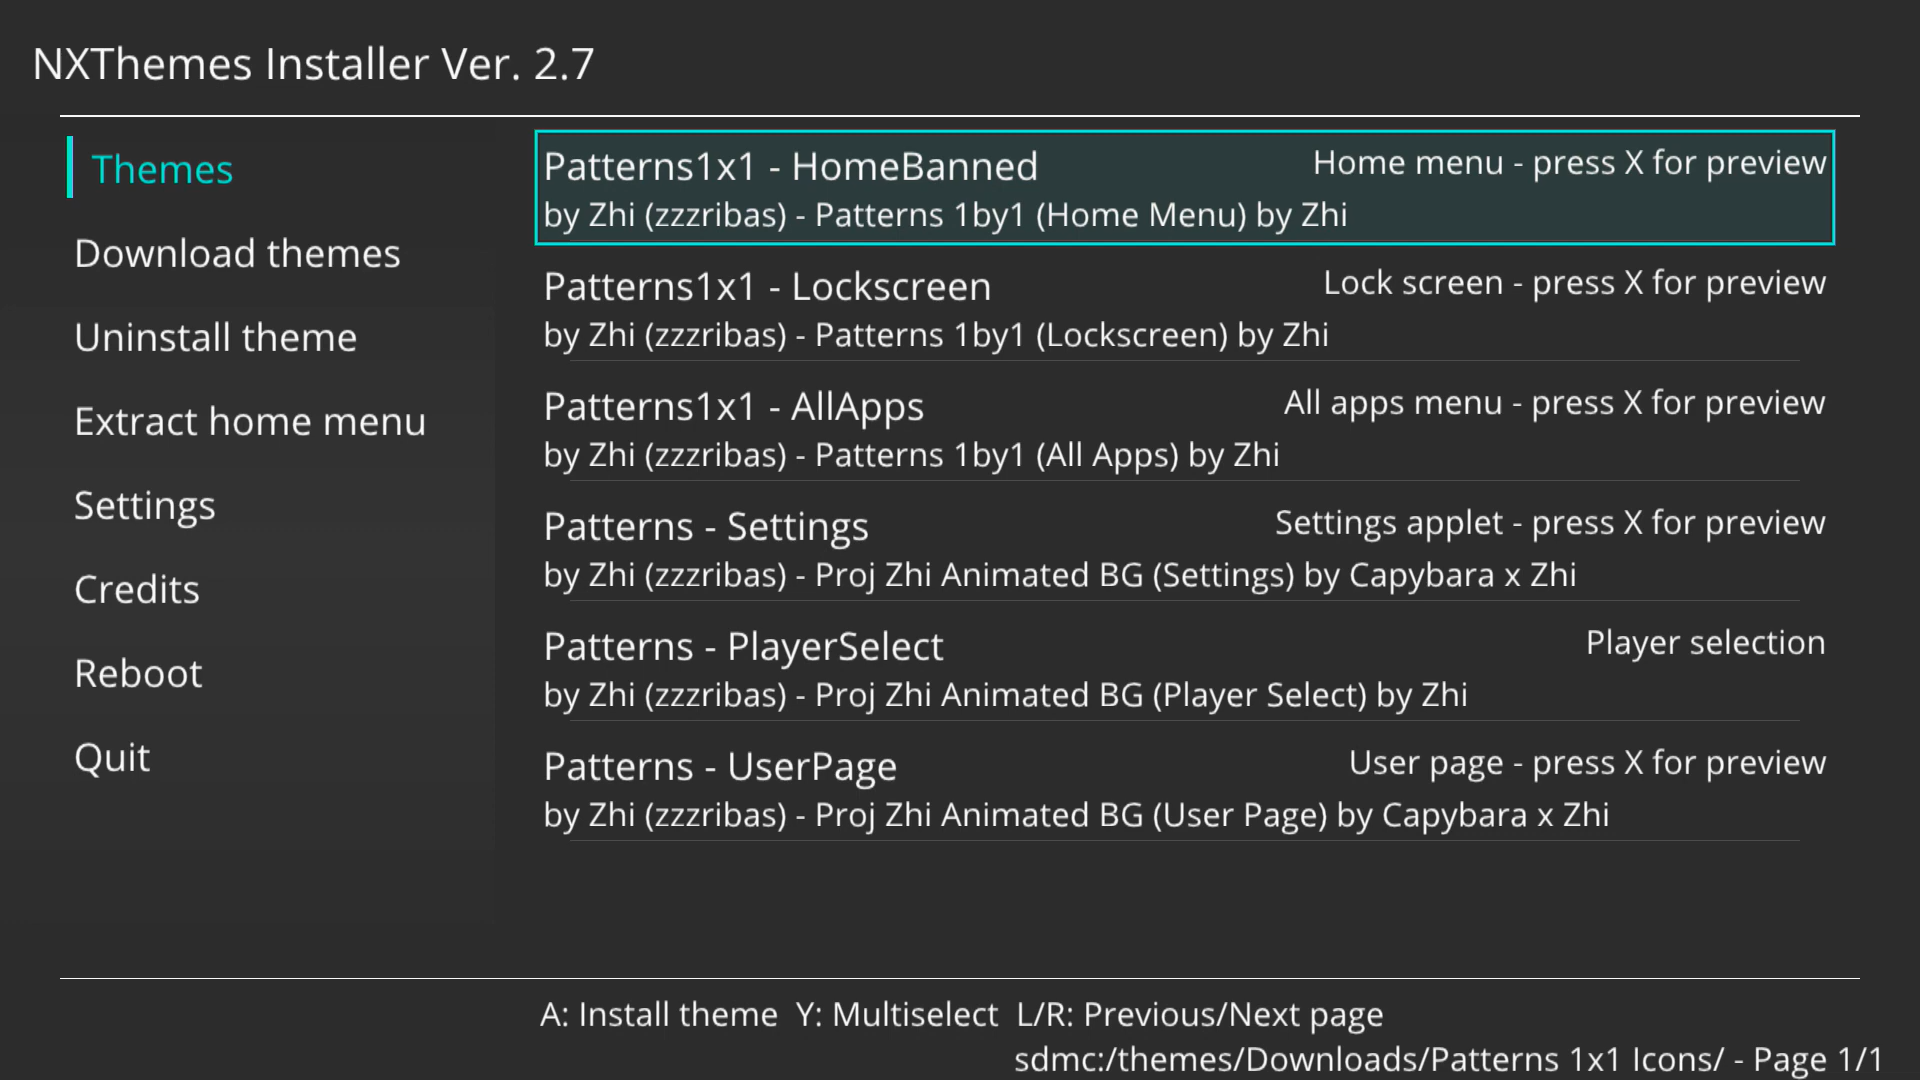 NXThemes Installer Ver. 2.7
Themes
Download themes
Uninstall theme
Extract home menu
Settings
Credits
Reboot
Quit
Patterns1x1 - HomeBanned
Home menu - press X for preview
by Zhi (zzzribas) - Patterns 1by1 (Home Menu) by Zhi
Patterns1x1 - Lockscreen
Lock screen - press X for preview
by Zhi (zzzribas) - Patterns 1by1 (Lockscreen) by Zhi
Patterns1x1 - AllApps
All apps menu - press X for preview
by Zhi (zzzribas) - Patterns 1by1 (All Apps) by Zhi
Patterns - Settings
Settings applet - press X for preview
by Zhi (zzzribas) - Proj Zhi Animated BG (Settings) by Capybara x Zhi
Patterns - PlayerSelect
Player selection
by Zhi (zzzribas) - Proj Zhi Animated BG (Player Select) by Zhi
Patterns - UserPage
User page - press X for preview
by Zhi (zzzribas) - Proj Zhi Animated BG (User Page) by Capybara x Zhi
A: Install theme  Y: Multiselect  L/R: Previous/Next page
sdmc:/themes/Downloads/Patterns 1x1 Icons/ - Page 1/1